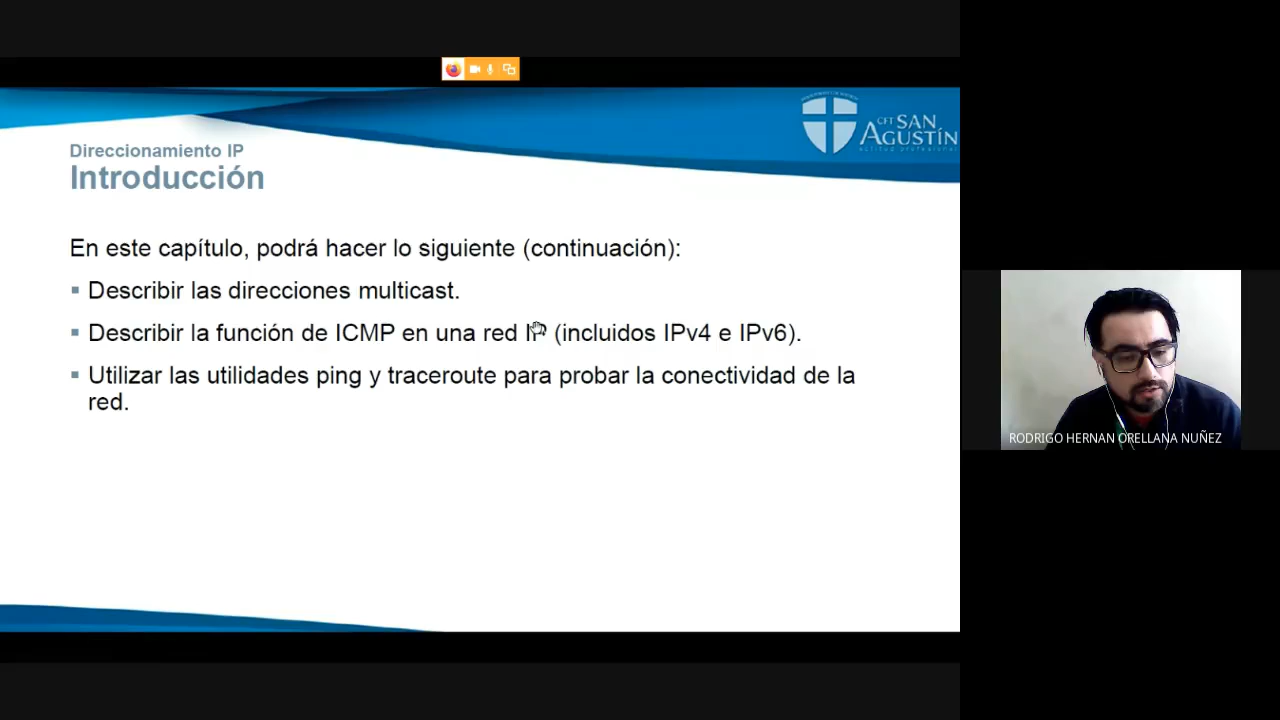 CFT SAN
AGUSTÍN
Direccionamiento IP
Introducción
En este capítulo, podrá hacer lo siguiente (continuación):
Describir las direcciones multicast.
Describir la función de ICMP en una red IP (incluidos IPv4 e IPv6).
Utilizar las utilidades ping y traceroute para probar la conectividad de la
red.
RODRIGO HERNAN ORELLANA NUÑEZ